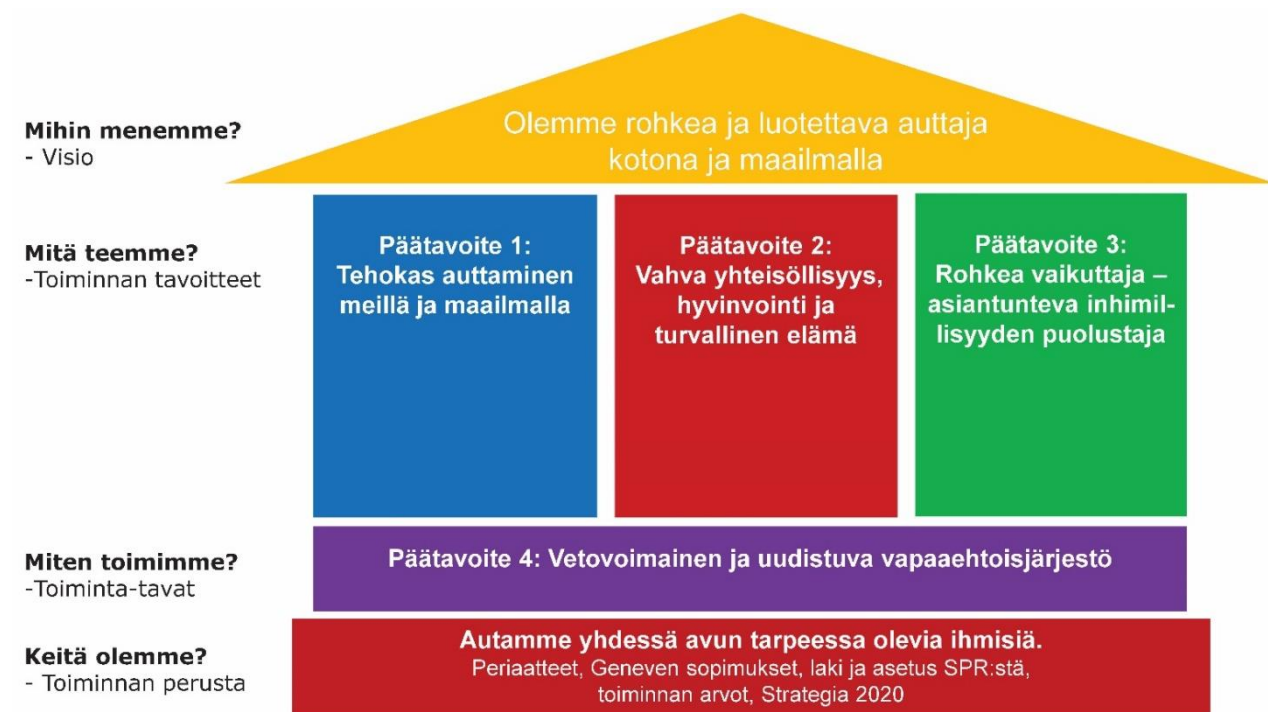 Mihin menemme?
- Visio
Olemme rohkea ja luotettava auttaja
kotona ja maailmalla
Mitä teemme?
-Toiminnan tavoitteet
Päätavoite 1:
Tehokas auttaminen
meillä ja maailmalla
Päätavoite 2:
Vahva yhteisöllisyys,
hyvinvointi ja
turvallinen elämä
Päätavoite 3:
Rohkea vaikuttaja –
asiantunteva inhimil-
lisyyden puolustaja
Miten toimimme?
-Toiminta-tavat
Päätavoite 4: Vetovoimainen ja uudistuva vapaaehtoisjärjestö
Keitä olemme?
- Toiminnan perusta
Autamme yhdessä avun tarpeessa olevia ihmisiä.
Periaatteet, Geneven sopimukset, laki ja asetus SPR:stä,
toiminnan arvot, Strategia 2020